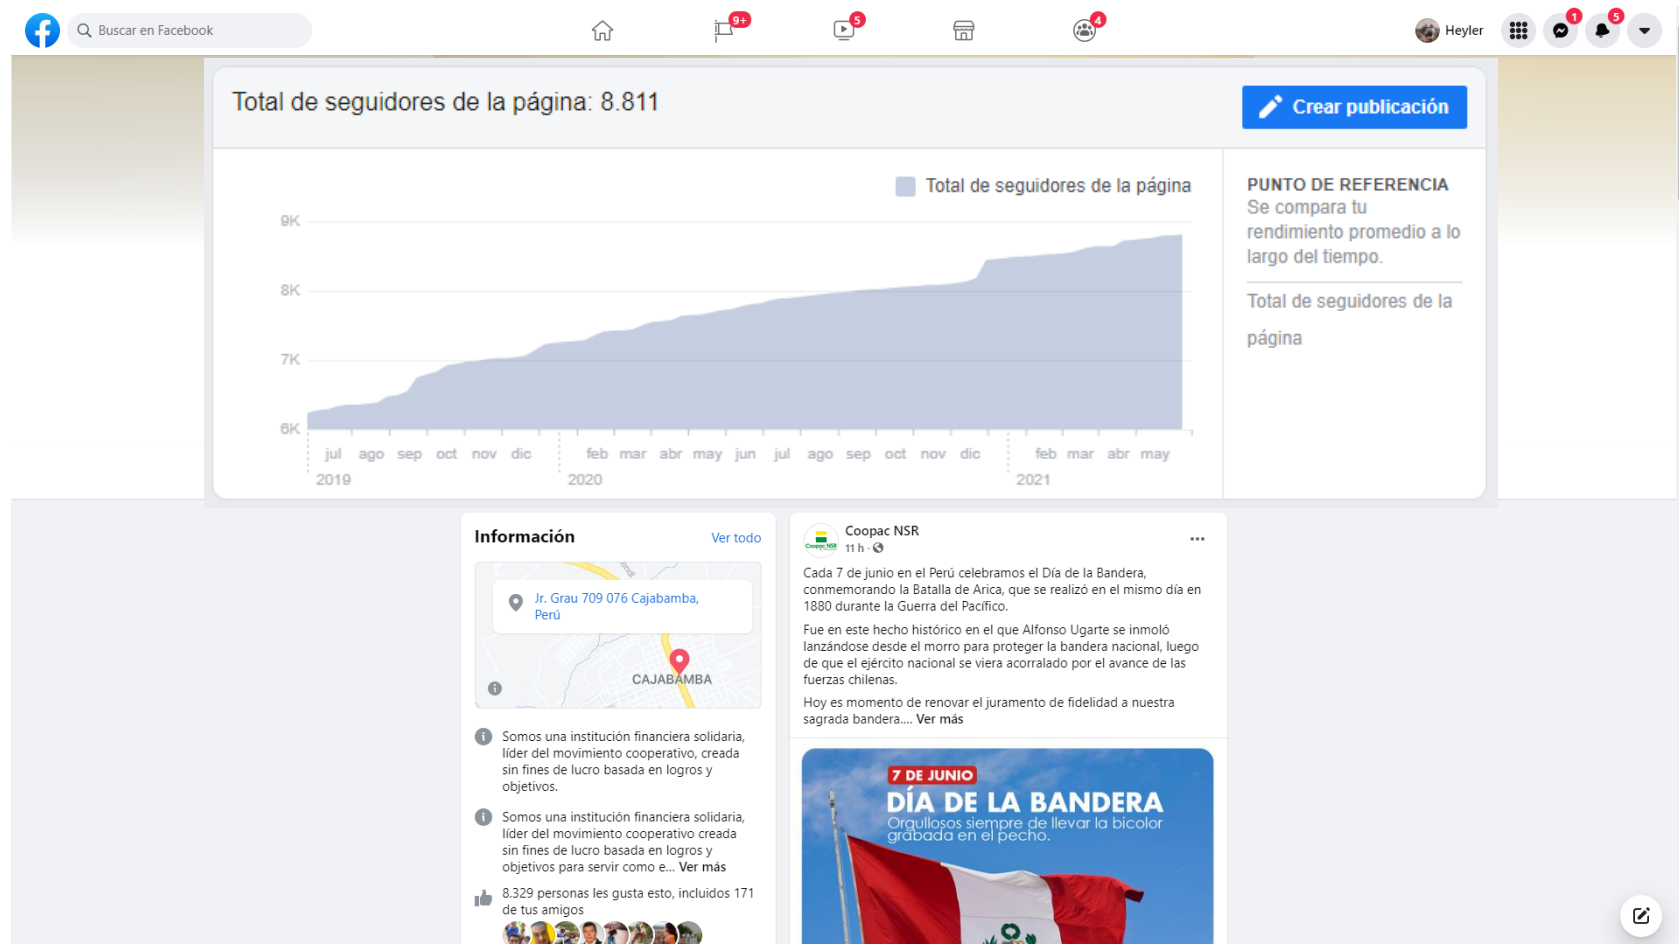 Buscar en Facebook
9+
5
4
Heyler
1
5
Total de seguidores de la página: 8.811
Crear publicación
Total de seguidores de la página
9K
8K
7K
6K
jul ago sep oct nov dic feb mar abr may jun jul ago sep oct nov dic feb mar abr may
2019 2020 2021
PUNTO DE REFERENCIA
Se compara tu
rendimiento promedio a lo
largo del tiempo.
Total de seguidores de la
página
Información
Ver todo
Jr. Grau 709 076 Cajabamba,
Perú
CAJABAMBA
Somos una institución financiera solidaria,
líder del movimiento cooperativo, creada
sin fines de lucro basada en logros y
objetivos.
Somos una institución financiera solidaria,
líder del movimiento cooperativo creada
sin fines de lucro basada en logros y
objetivos para servir como e... Ver más
8.329 personas les gusta esto, incluidos 171
de tus amigos
Coopac NSR
Coopac NSR
11 h ·
Cada 7 de junio en el Perú celebramos el Día de la Bandera,
conmemorando la Batalla de Arica, que se realizó en el mismo día en
1880 durante la Guerra del Pacífico.
Fue en este hecho histórico en el que Alfonso Ugarte se inmoló
lanzándose desde el morro para proteger la bandera nacional, luego
de que el ejército nacional se viera acorralado por el avance de las
fuerzas chilenas.
Hoy es momento de renovar el juramento de fidelidad a nuestra
sagrada bandera.... Ver más
7 DE JUNIO
DÍA DE LA BANDERA
Orgullosos siempre de llevar la bicolor
grabada en el pecho.